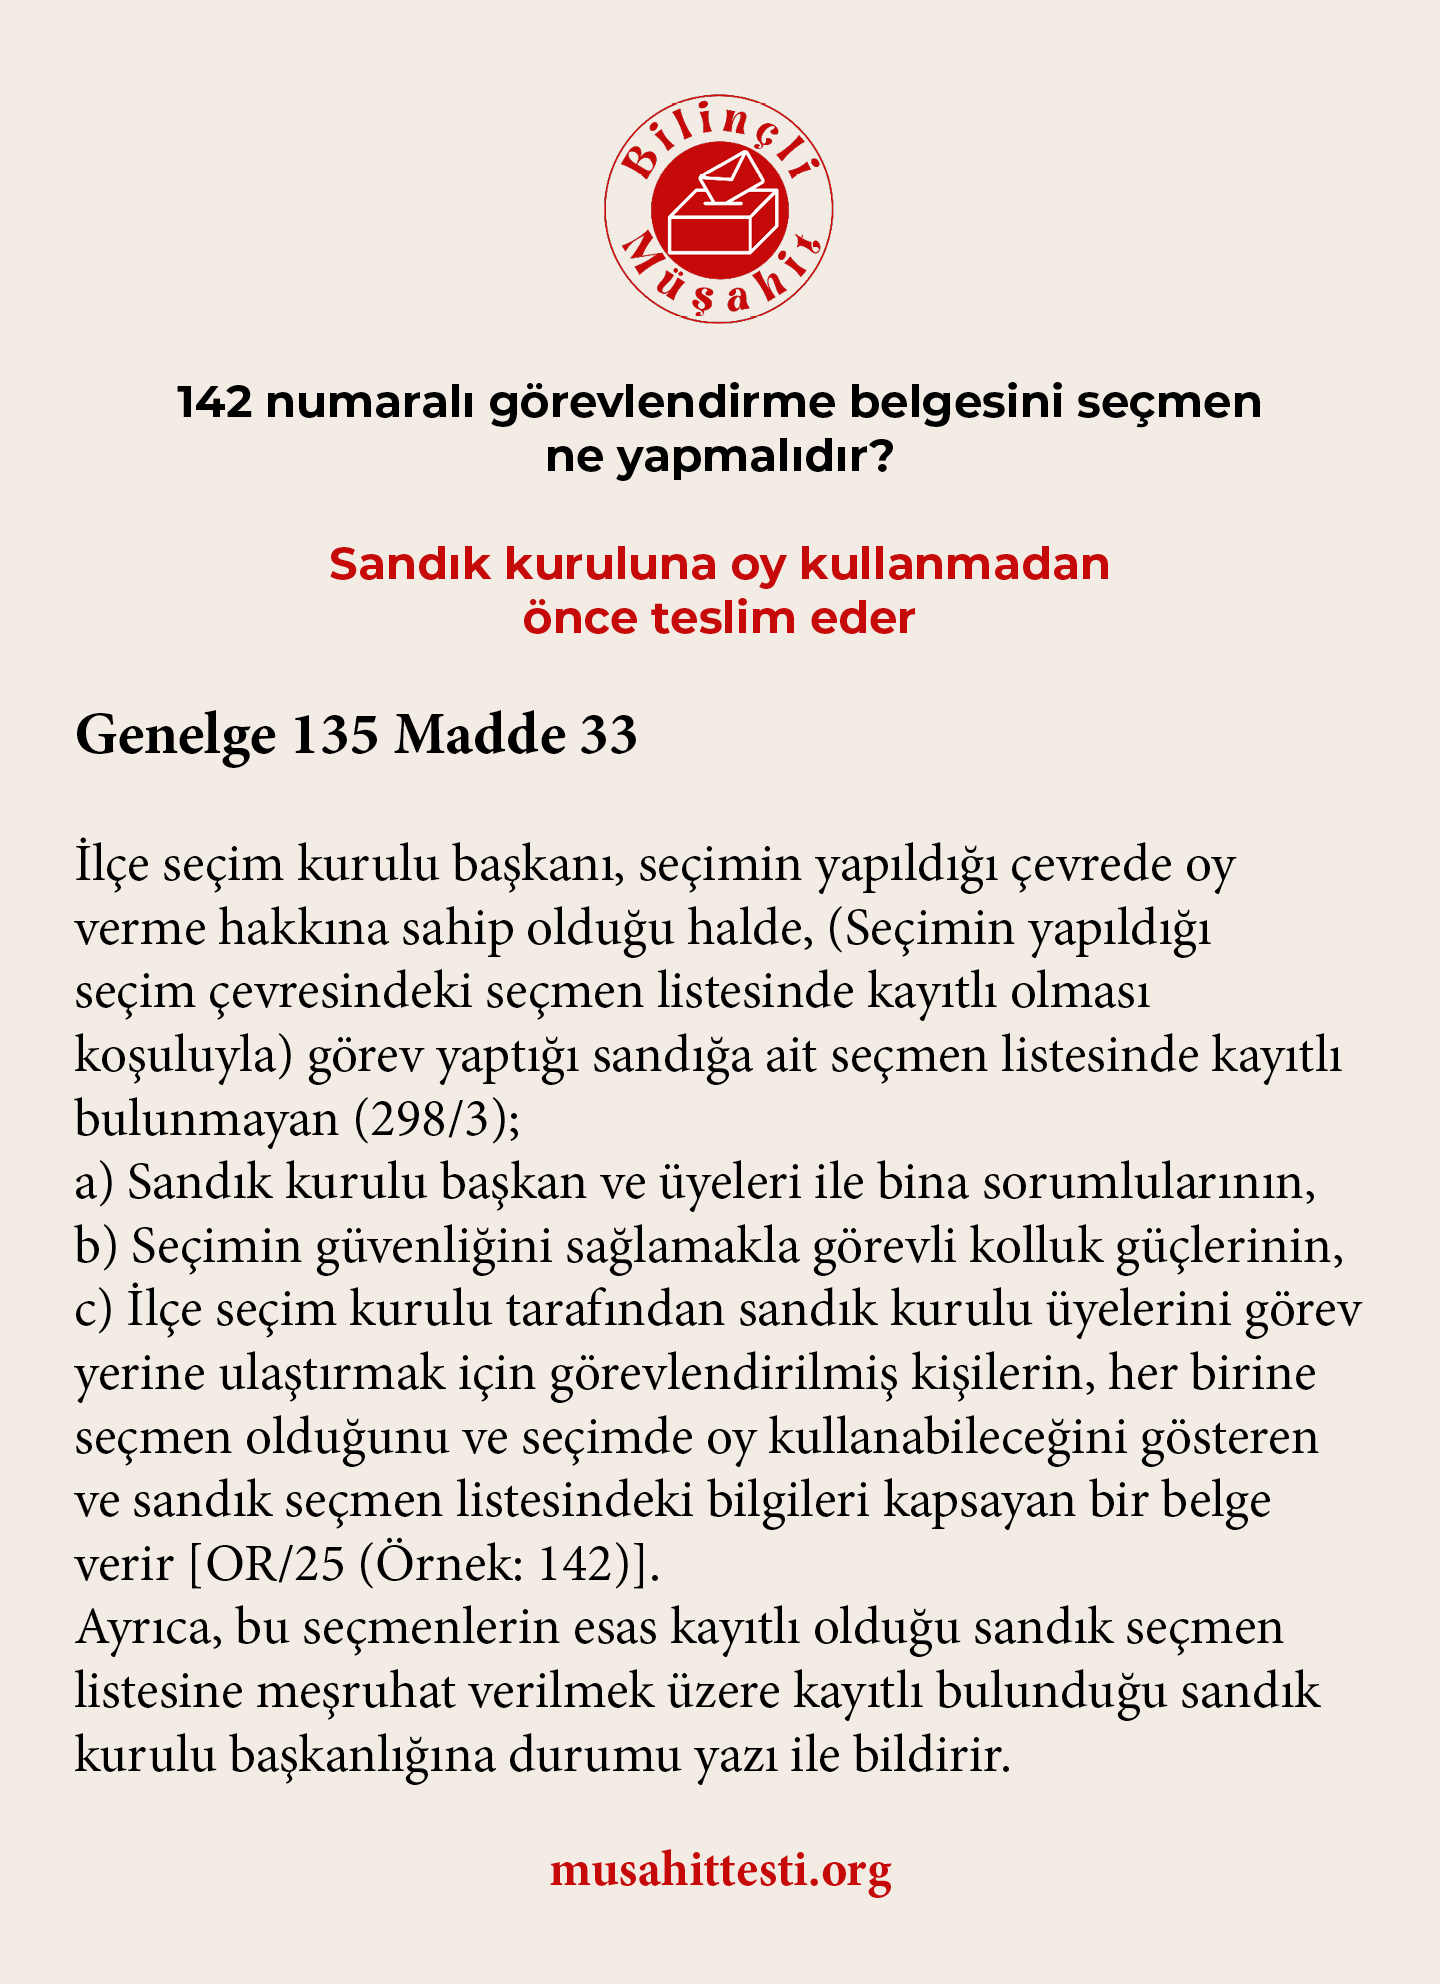 Bilinçli
Müşahit
142 numaralı görevlendirme belgesini seçmen
ne yapmalıdır?
Sandık kuruluna oy kullanmadan
önce teslim eder
Genelge 135 Madde 33
İlçe seçim kurulu başkanı, seçimin yapıldığı çevrede oy
verme hakkına sahip olduğu halde, (Seçimin yapıldığı
seçim çevresindeki seçmen listesinde kayıtlı olması
koşuluyla) görev yaptığı sandığa ait seçmen listesinde kayıtlı
bulunmayan (298/3);
a) Sandık kurulu başkan ve üyeleri ile bina sorumlularının,
b) Seçimin güvenliğini sağlamakla görevli kolluk güçlerinin,
c) İlçe seçim kurulu tarafından sandık kurulu üyelerini görev
yerine ulaştırmak için görevlendirilmiş kişilerin, her birine
seçmen olduğunu ve seçimde oy kullanabileceğini gösteren
ve sandık seçmen listesindeki bilgileri kapsayan bir belge
verir [OR/25 (Örnek: 142)].
Ayrıca, bu seçmenlerin esas kayıtlı olduğu sandık seçmen
listesine meşruhat verilmek üzere kayıtlı bulunduğu sandık
kurulu başkanlığına durumu yazı ile bildirir.
musahittesti.org